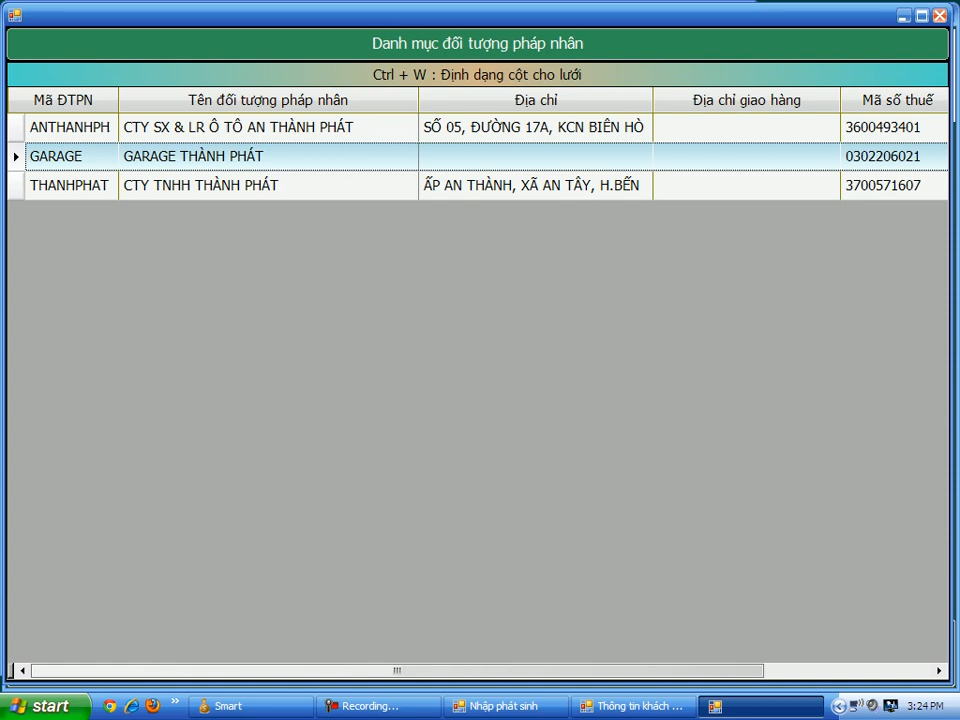 Danh mục đối tượng pháp nhân
Ctrl + W : Định dạng cột cho lưới
Mã ĐTPN Tên đối tượng pháp nhân Địa chỉ Địa chỉ giao hàng Mã số thuế
ANTHANHPH CTY SX & LR Ô TÔ AN THÀNH PHÁT SỐ 05, ĐƯỜNG 17A, KCN BIÊN HÒ 3600493401
GARAGE GARAGE THÀNH PHÁT 0302206021
THANHPHAT CTY TNHH THÀNH PHÁT ẤP AN THÀNH, XÃ AN TÂY, H.BẾN 3700571607
start Smart Recording... Nhập phát sinh Thông tin khách ... 3:24 PM